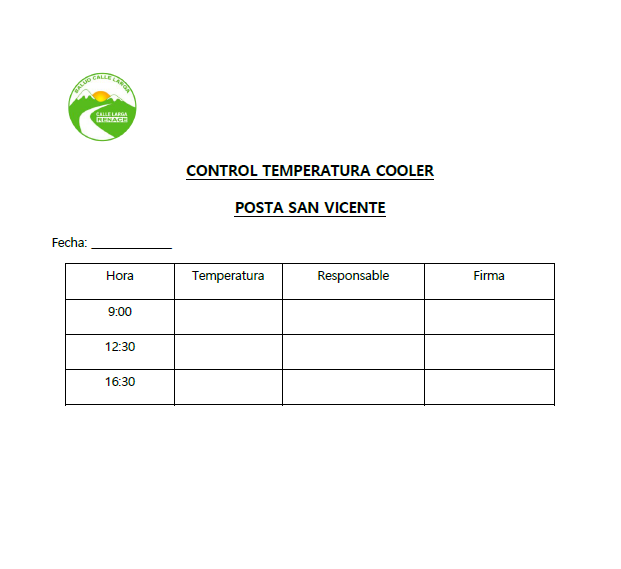 SALUD CALLE LARGA
CALLE LARGA
RENACE
CONTROL TEMPERATURA COOLER
POSTA SAN VICENTE
Fecha: ______________
Hora Temperatura Responsable Firma
9:00
12:30
16:30